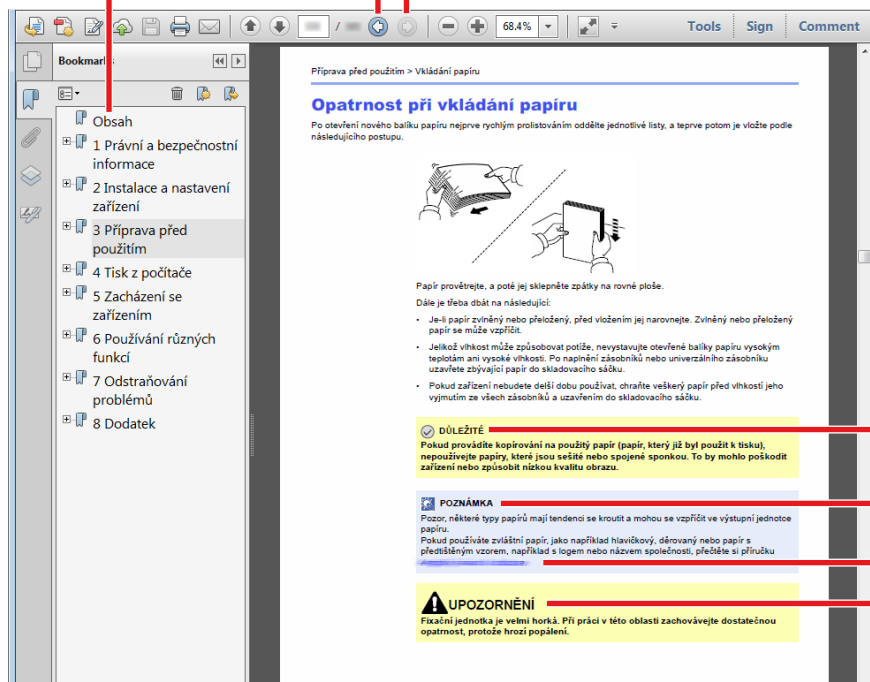 /
68.4%
Tools
Sign
Comment
Bookmarks
Obsah
1 Právní a bezpečnostní
informace
2 Instalace a nastavení
zařízení
3 Příprava před
použitím
4 Tisk z počítače
5 Zacházení se
zařízením
6 Používání různých
funkcí
7 Odstraňování
problémů
8 Dodatek
Příprava před použitím > Vkládání papíru
Opatrnost při vkládání papíru
Po otevření nového balíku papíru nejprve rychlým prolistováním oddělte jednotlivé listy, a teprve potom je vložte podle
následujícího postupu.
Papír provětrejte, a poté jej sklepněte zpátky na rovné ploše.
Dále je třeba dbát na následující:
• Je-li papír zvlněný nebo přeložený, před vložením jej narovnejte. Zvlněný nebo přeložený
papír se může vzpříčit.
• Jelikož vlhkost může způsobovat potíže, nevystavujte otevřené balíky papíru vysokým
teplotám ani vysoké vlhkosti. Po naplnění zásobníků nebo univerzálního zásobníku
uzavřete zbývající papír do skladovacího sáčku.
• Pokud zařízení nebudete delší dobu používat, chraňte veškerý papír před vlhkostí jeho
vyjmutím ze všech zásobníků a uzavřením do skladovacího sáčku.
DŮLEŽITÉ
Pokud provádíte kopírování na použitý papír (papír, který již byl použit k tisku),
nepoužívejte papíry, které jsou sešité nebo spojené sponkou. To by mohlo poškodit
zařízení nebo způsobit nízkou kvalitu obrazu.
POZNÁMKA
Pozor, některé typy papírů mají tendenci se kroutit a mohou se vzpříčit ve výstupní jednotce
papíru.
Pokud používáte zvláštní papír, jako například hlavičkový, děrovaný nebo papír s
předtištěným vzorem, například s logem nebo názvem společnosti, přečtěte si příručku
UPOZORNĚNÍ
Fixační jednotka je velmi horká. Při práci v této oblasti zachovávejte dostatečnou
opatrnost, protože hrozí popálení.